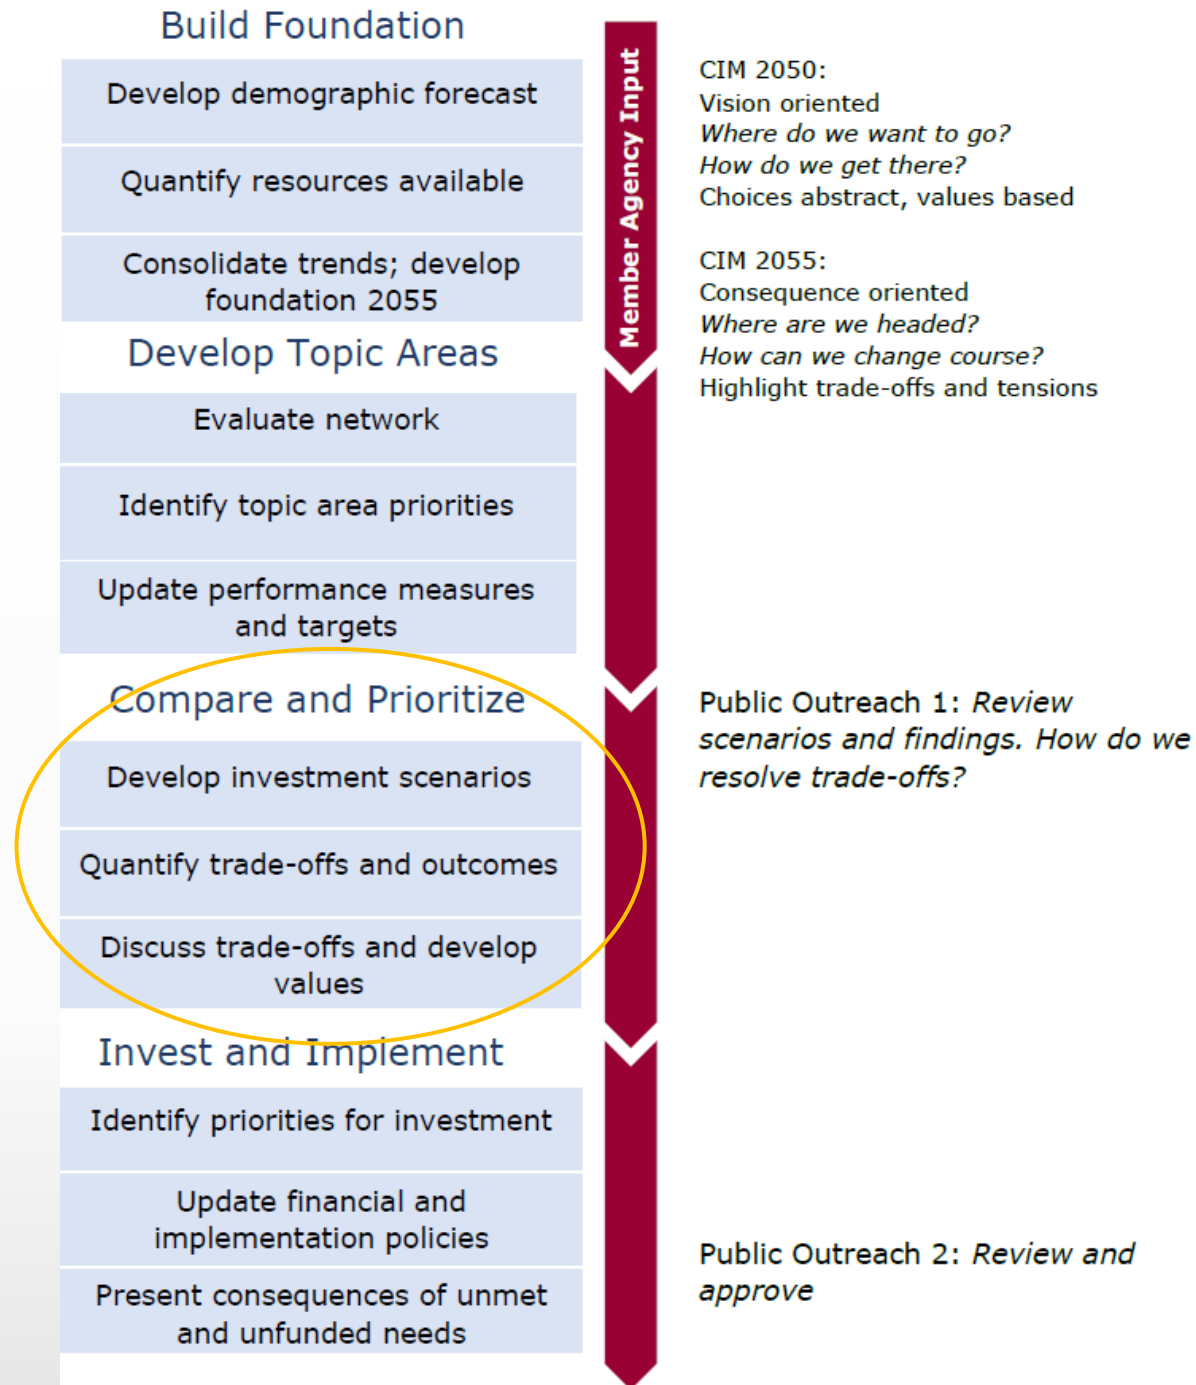 Build Foundation
Develop demographic forecast
Quantify resources available
Consolidate trends; develop
foundation 2055
Develop Topic Areas
Evaluate network
Identify topic area priorities
Update performance measures
and targets
Compare and Prioritize
Develop investment scenarios
Quantify trade-offs and outcomes
Discuss trade-offs and develop
values
Invest and Implement
Identify priorities for investment
Update financial and
implementation policies
Present consequences of unmet
and unfunded needs
Member Agency Input
CIM 2050:
Vision oriented
Where do we want to go?
How do we get there?
Choices abstract, values based
CIM 2055:
Consequence oriented
Where are we headed?
How can we change course?
Highlight trade-offs and tensions
Public Outreach 1: Review
scenarios and findings. How do we
resolve trade-offs?
Public Outreach 2: Review and
approve